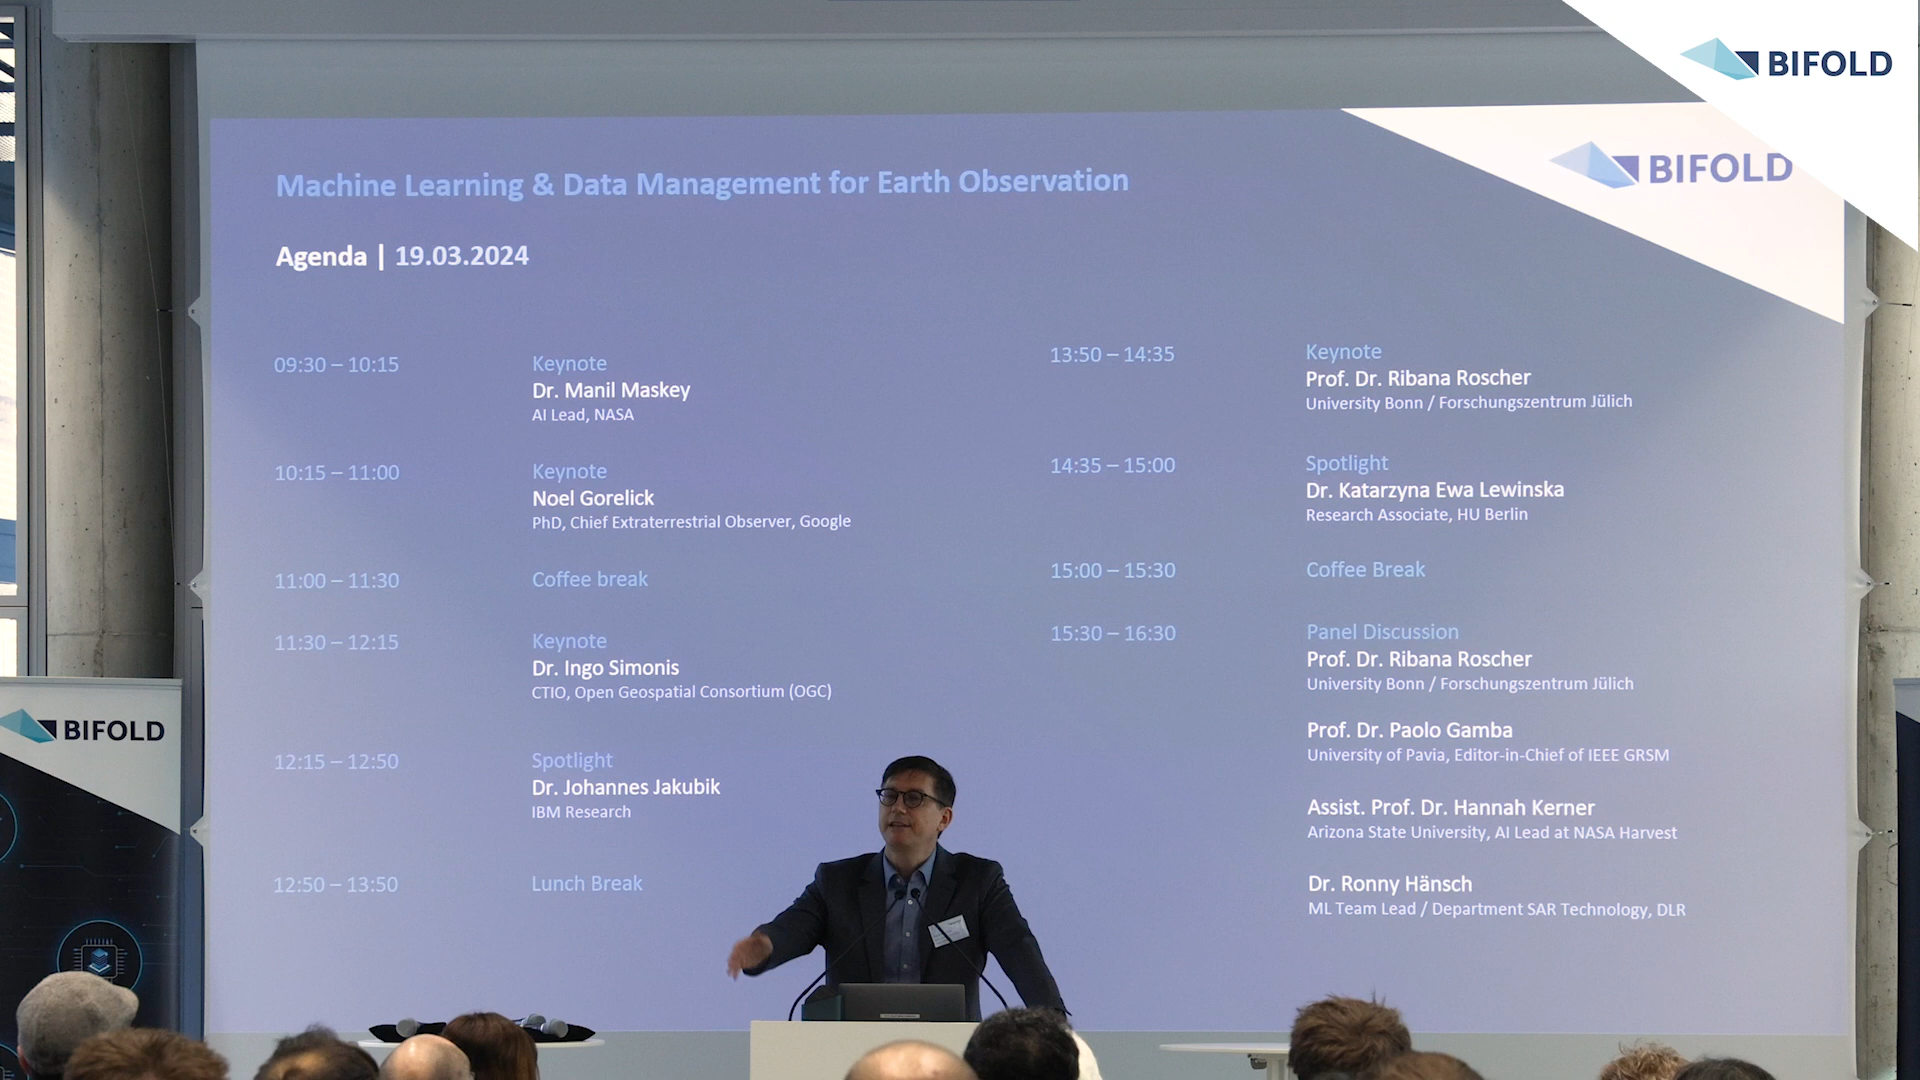 BIFOLD
BIFOLD
Machine Learning & Data Management for Earth Observation
Agenda | 19.03.2024
09:30 – 10:15
Keynote
Dr. Manil Maskey
AI Lead, NASA
10:15 – 11:00
Keynote
Noel Gorelick
PhD, Chief Extraterrestrial Observer, Google
11:00 – 11:30
Coffee break
11:30 – 12:15
Keynote
Dr. Ingo Simonis
CTIO, Open Geospatial Consortium (OGC)
12:15 – 12:50
Spotlight
Dr. Johannes Jakubik
IBM Research
12:50 – 13:50
Lunch Break
13:50 – 14:35
Keynote
Prof. Dr. Ribana Roscher
University Bonn / Forschungszentrum Jülich
14:35 – 15:00
Spotlight
Dr. Katarzyna Ewa Lewinska
Research Associate, HU Berlin
15:00 – 15:30
Coffee Break
15:30 – 16:30
Panel Discussion
Prof. Dr. Ribana Roscher
University Bonn / Forschungszentrum Jülich
Prof. Dr. Paolo Gamba
University of Pavia, Editor-in-Chief of IEEE GRSM
Assist. Prof. Dr. Hannah Kerner
Arizona State University, AI Lead at NASA Harvest
Dr. Ronny Hänsch
ML Team Lead / Department SAR Technology, DLR
BIFOLD